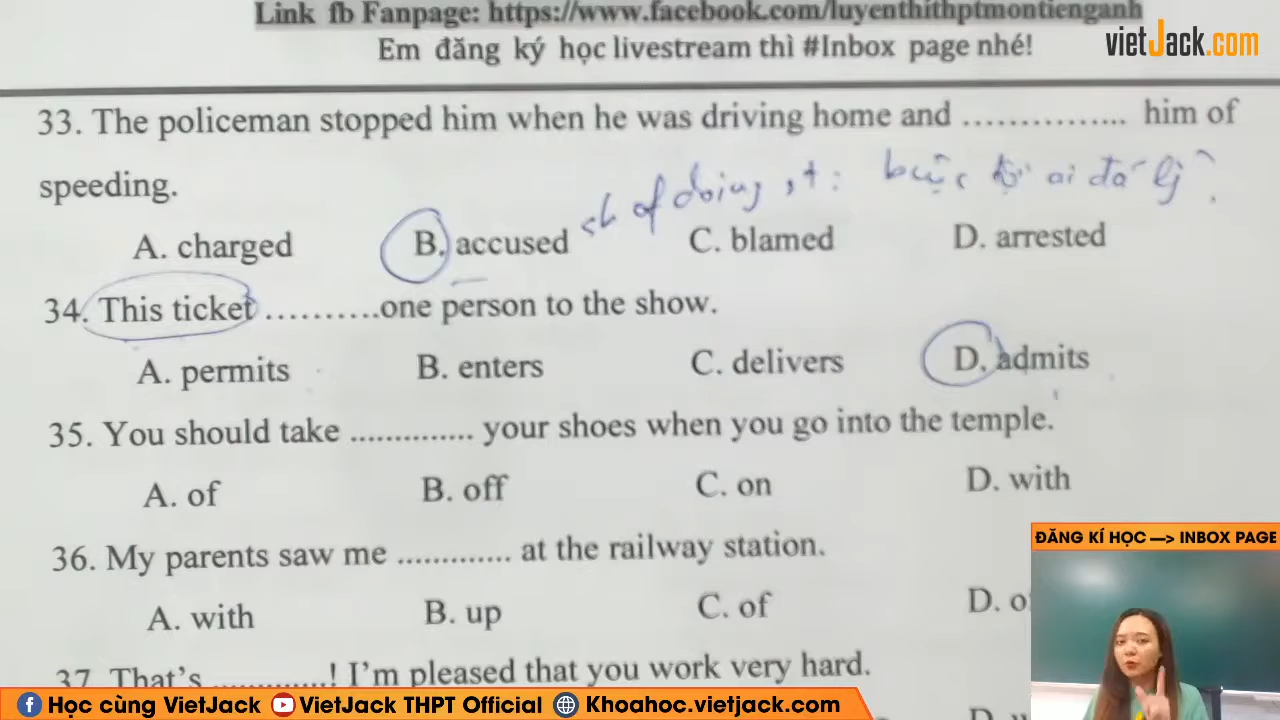 Link fb Fanpage: https://www.facebook.com/luyenthithptmontienganh
Em đăng ký học livestream thì #Inbox page nhé!
vietJack.com
33. The policeman stopped him when he was driving home and ............... him of
speeding.
sb of doing st: buộc tội ai đó lý
A. charged B. accused C. blamed D. arrested
34. This ticket ..........one person to the show.
A. permits B. enters C. delivers D. admits
35. You should take .............. your shoes when you go into the temple.
A. of B. off C. on D. with
36. My parents saw me ............. at the railway station.
A. with B. up C. of D.
37. That's .............! I'm pleased that you work very hard.
ĐĂNG KÍ HỌC —> INBOX PAGE
Học cùng VietJack VietJack THPT Official Khoahoc.vietjack.com